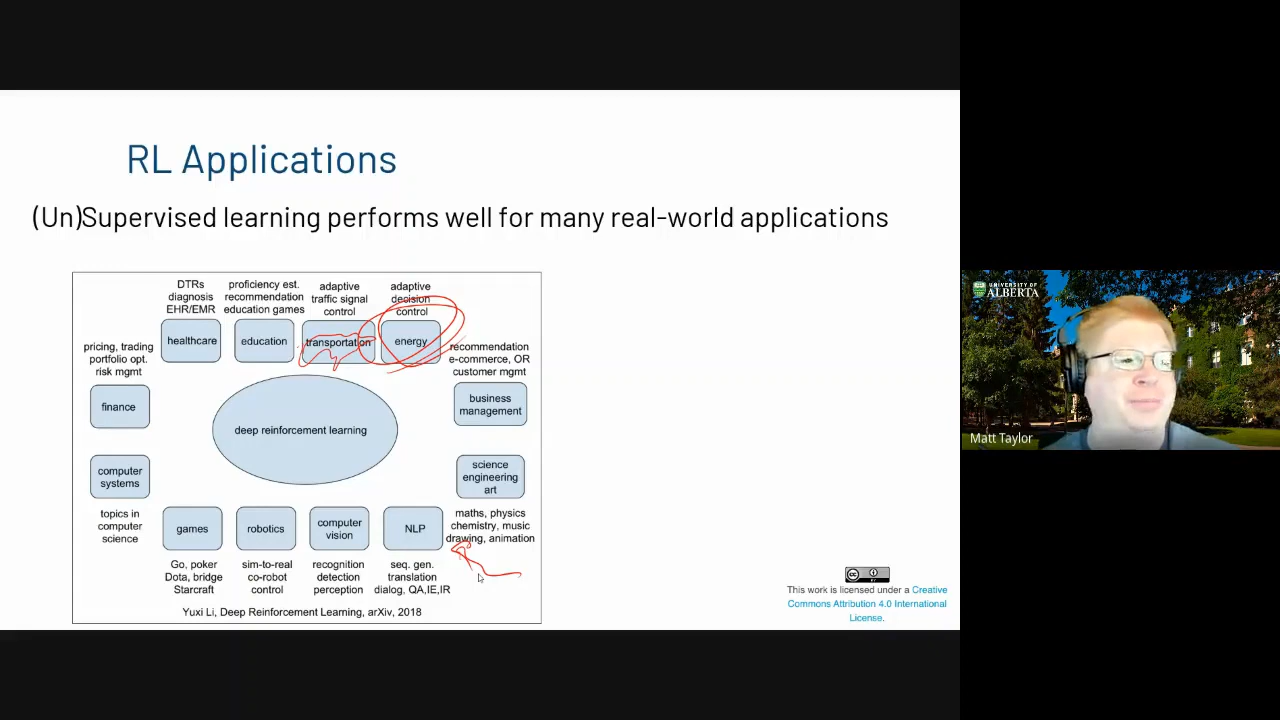 RL Applications
(Un)Supervised learning performs well for many real-world applications
DTRs
diagnosis
EHR/EMR
proficiency est.
recommendation
education games
adaptive
traffic signal
control
adaptive
decision
control
healthcare
education
transportation
energy
pricing, trading
portfolio opt.
risk mgmt
recommendation
e-commerce, OR
customer mgmt
finance
business
management
deep reinforcement learning
computer
systems
science
engineering
art
topics in
computer
science
maths, physics
chemistry, music
drawing, animation
games
robotics
computer
vision
NLP
Go, poker
Dota, bridge
Starcraft
sim-to-real
co-robot
control
recognition
detection
perception
seq. gen.
translation
dialog, QA,IE,IR
Yuxi Li, Deep Reinforcement Learning, arXiv, 2018
cc
BY
This work is licensed under a Creative
Commons Attribution 4.0 International
License.
UNIVERSITY OF
ALBERTA
Matt Taylor